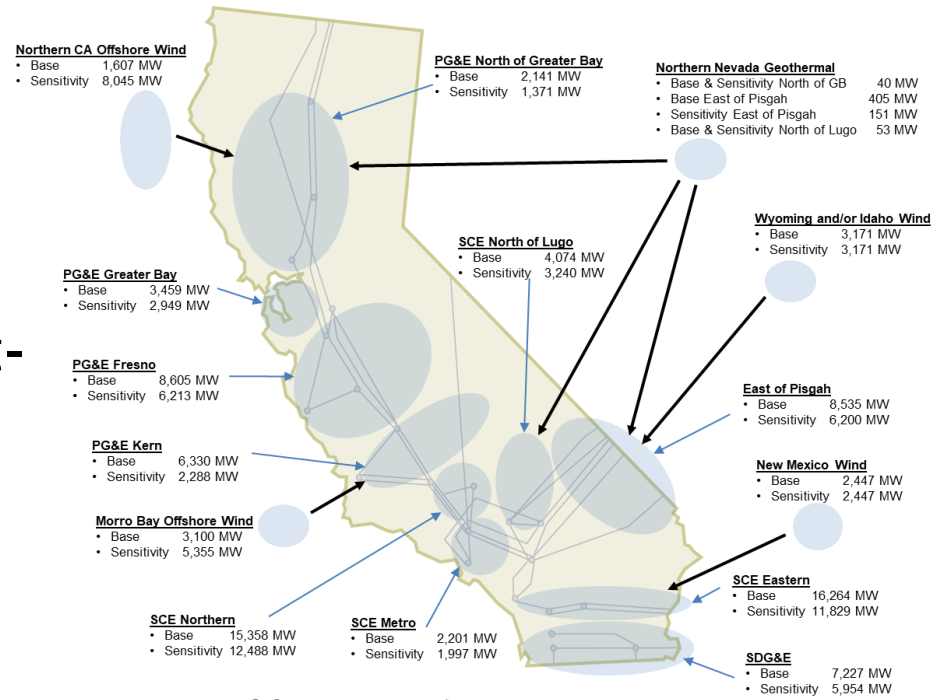 Northern CA Offshore Wind
• Base 1,607 MW
• Sensitivity 8,045 MW
PG&E North of Greater Bay
• Base 2,141 MW
• Sensitivity 1,371 MW
Northern Nevada Geothermal
• Base & Sensitivity North of GB 40 MW
• Base East of Pisgah 405 MW
• Sensitivity East of Pisgah 151 MW
• Base & Sensitivity North of Lugo 53 MW
Wyoming and/or Idaho Wind
• Base 3,171 MW
• Sensitivity 3,171 MW
SCE North of Lugo
• Base 4,074 MW
• Sensitivity 3,240 MW
PG&E Greater Bay
• Base 3,459 MW
• Sensitivity 2,949 MW
PG&E Fresno
• Base 8,605 MW
• Sensitivity 6,213 MW
East of Pisgah
• Base 8,535 MW
• Sensitivity 6,200 MW
PG&E Kern
• Base 6,330 MW
• Sensitivity 2,288 MW
New Mexico Wind
• Base 2,447 MW
• Sensitivity 2,447 MW
Morro Bay Offshore Wind
• Base 3,100 MW
• Sensitivity 5,355 MW
SCE Eastern
• Base 16,264 MW
• Sensitivity 11,829 MW
SCE Northern
• Base 15,358 MW
• Sensitivity 12,488 MW
SCE Metro
• Base 2,201 MW
• Sensitivity 1,997 MW
SDG&E
• Base 7,227 MW
• Sensitivity 5,954 MW